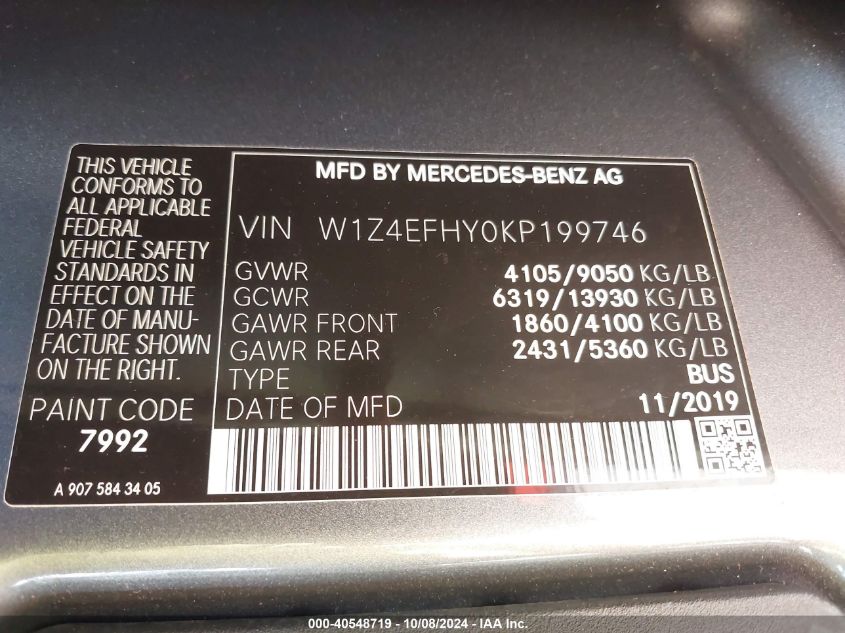 THIS VEHICLE
CONFORMS TO
ALL APPLICABLE
FEDERAL
VEHICLE SAFETY
STANDARDS IN
EFFECT ON THE
DATE OF MANU-
FACTURE SHOWN
ON THE RIGHT.
PAINT CODE
7992
A 907 584 34 05
MFD BY MERCEDES-BENZ AG
VIN W1Z4EFHY0KP199746
GVWR 4105/9050 KG/LB
GCWR 6319/13930 KG/LB
GAWR FRONT 1860/4100 KG/LB
GAWR REAR 2431/5360 KG/LB
TYPE BUS
DATE OF MFD 11/2019
000-40548719 - 10/08/2024 - IAA Inc.